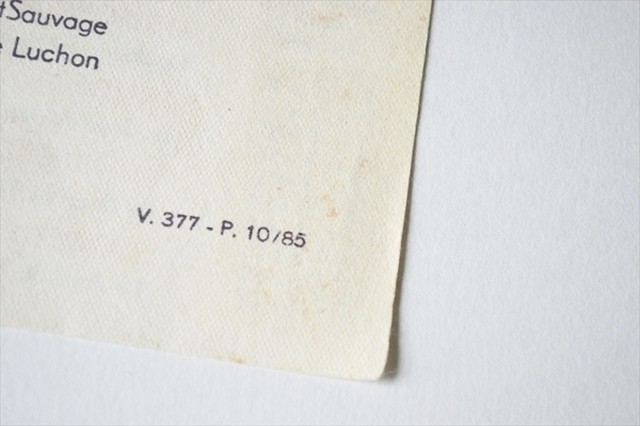 tSauvage
Luchon
V. 377 - P. 10/85